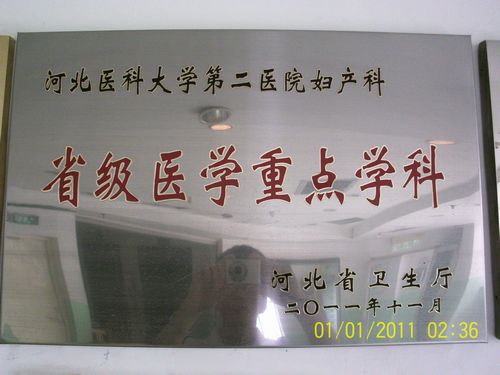 河北医科大学第二医院妇产科
省级医学重点学科
河北省卫生厅
二〇一一年十一月
01/01/2011 02:36